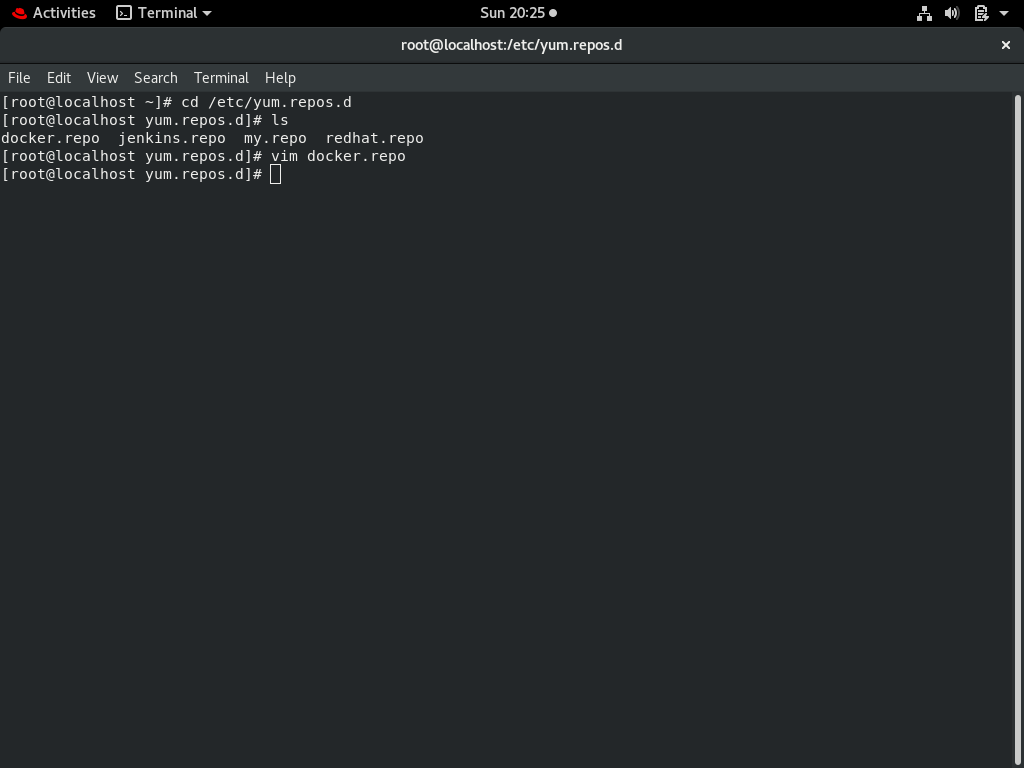 Activities Terminal Sun 20:25
root@localhost:/etc/yum.repos.d
File Edit View Search Terminal Help
[root@localhost ~]# cd /etc/yum.repos.d
[root@localhost yum.repos.d]# ls
docker.repo  jenkins.repo  my.repo  redhat.repo
[root@localhost yum.repos.d]# vim docker.repo
[root@localhost yum.repos.d]#